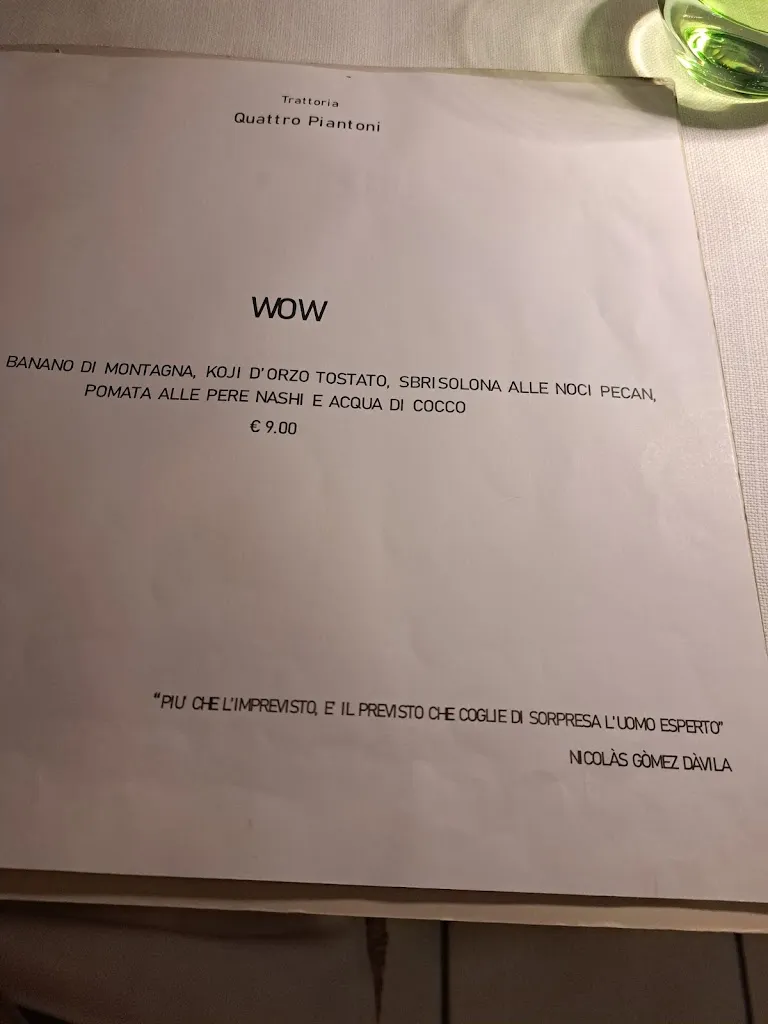 Trattoria
Quattro Piantoni
WOW
BANANO DI MONTAGNA, KOJI D'ORZO TOSTATO, SBRISOLONA ALLE NOCI PECAN,
POMATA ALLE PERE NASHI E ACQUA DI COCCO
€ 9.00
"PIU' CHE L'IMPREVISTO, E' IL PREVISTO CHE COGLIE DI SORPRESA L'UOMO ESPERTO"
NICOLÀS GÒMEZ DÀVILA